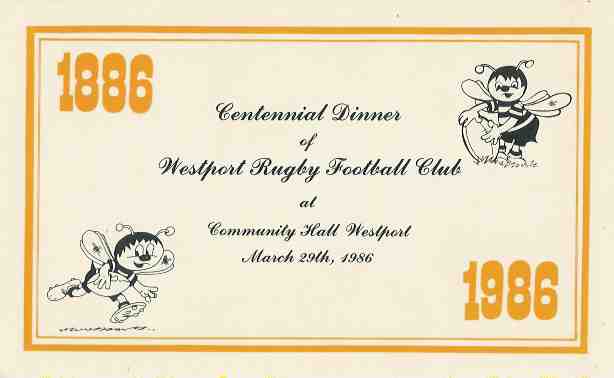 1886
Centennial Dinner
of
Westport Rugby Football Club
at
Community Hall Westport
March 29th, 1986
1986